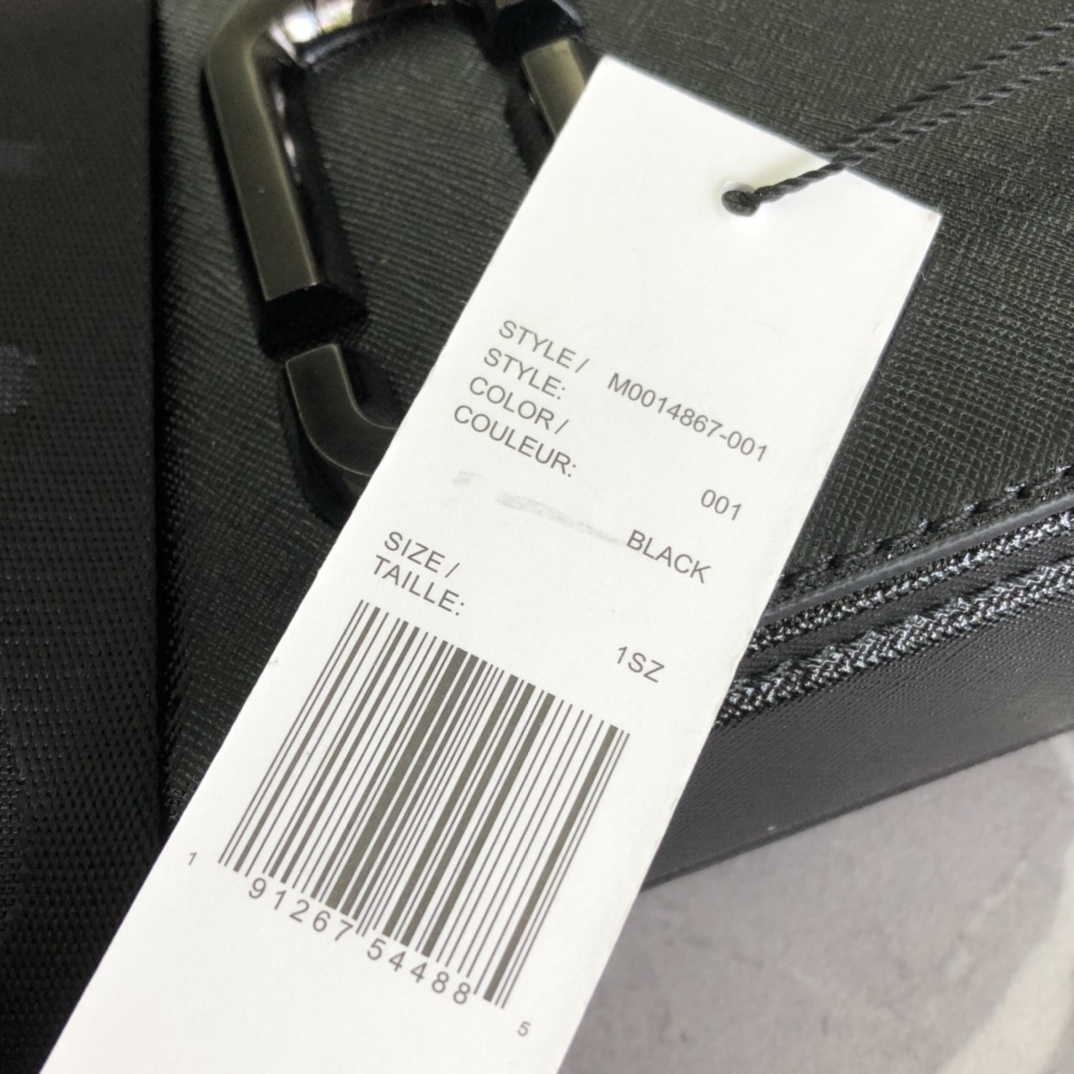 STYLE /
STYLE: M0014867-001
COLOR /
COULEUR:
001
BLACK
SIZE /
TAILLE:
1SZ
1 91267 54488 5